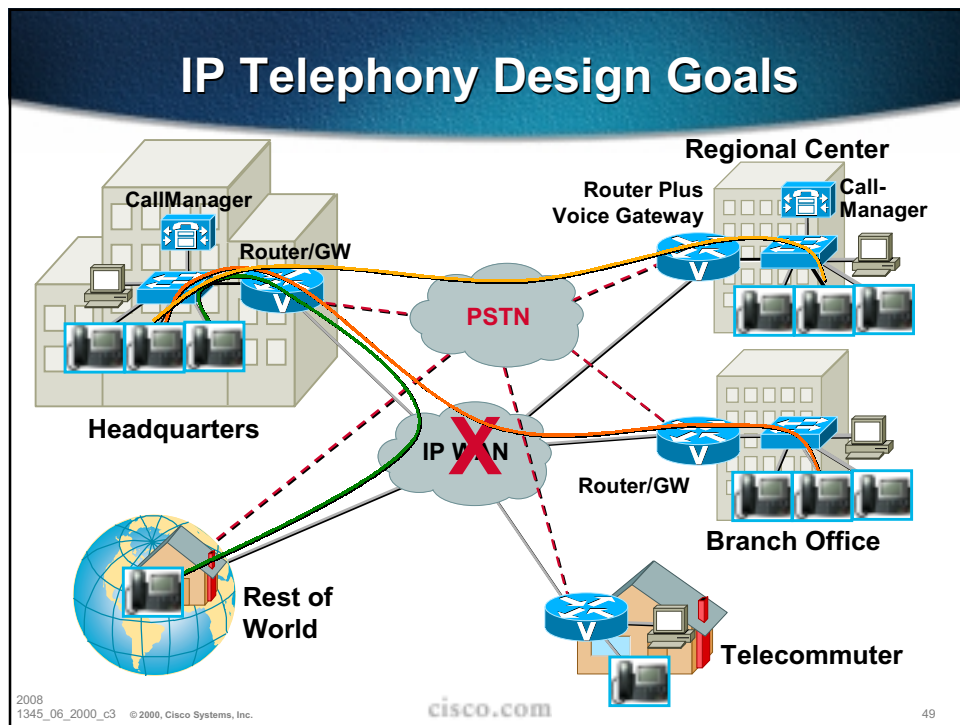 IP Telephony Design Goals
Regional Center
CallManager
Router Plus
Voice Gateway
Call-
Manager
Router/GW
V
V
PSTN
Headquarters
IP WAN
X
V
Router/GW
Branch Office
Rest of
World
V
Telecommuter
2008
1345_06_2000_c3 © 2000, Cisco Systems, Inc.
cisco.com
49